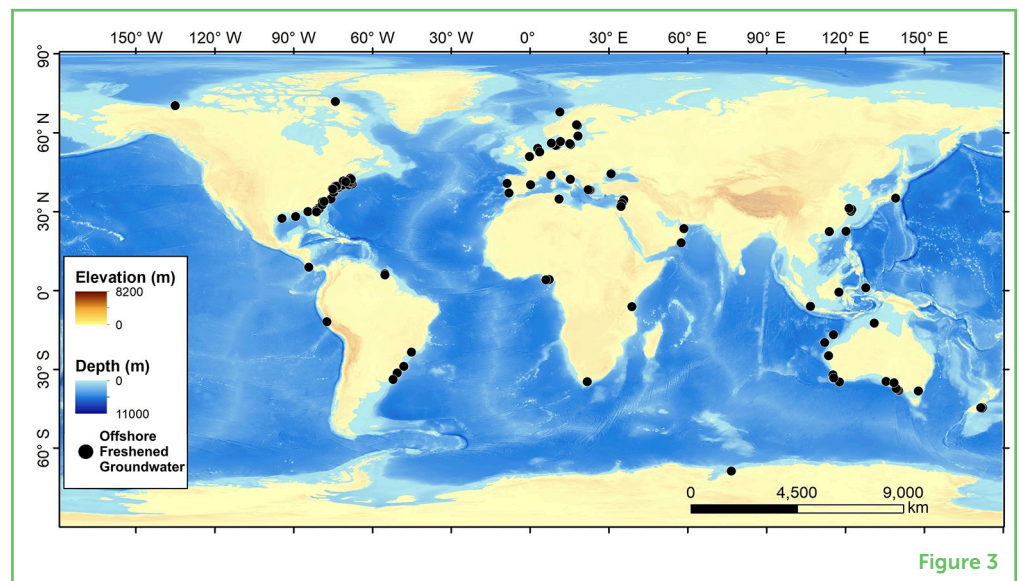 150° W 120° W 90° W 60° W 30° W 0° 30° E 60° E 90° E 120° E 150° E
90°
60° N
30° N
0°
30° S
60° S
Elevation (m)
8200
0
Depth (m)
0
11000
Offshore
Freshened
Groundwater
0 4,500 9,000
km
Figure 3